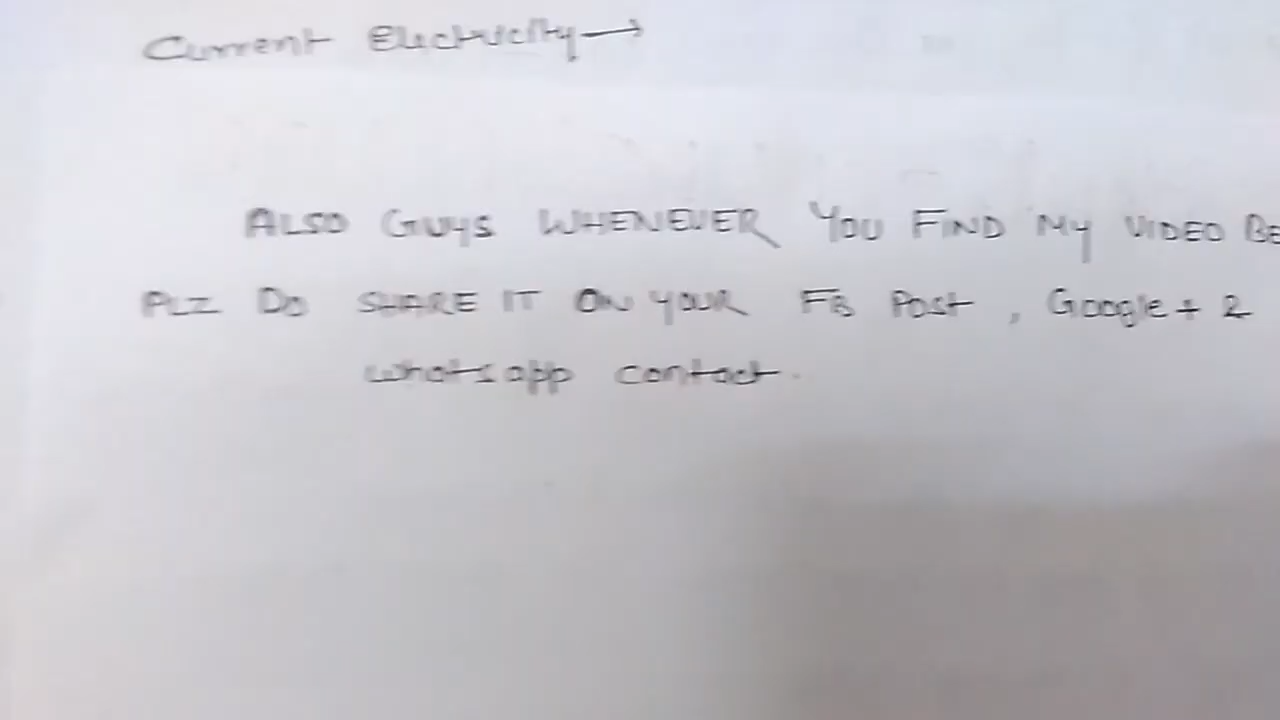 Current Electricity →
ALSO GUYS WHENEVER YOU FIND MY VIDEO BE
PLZ DO SHARE IT ON YOUR FB Post , Google + &
whatsapp contact .